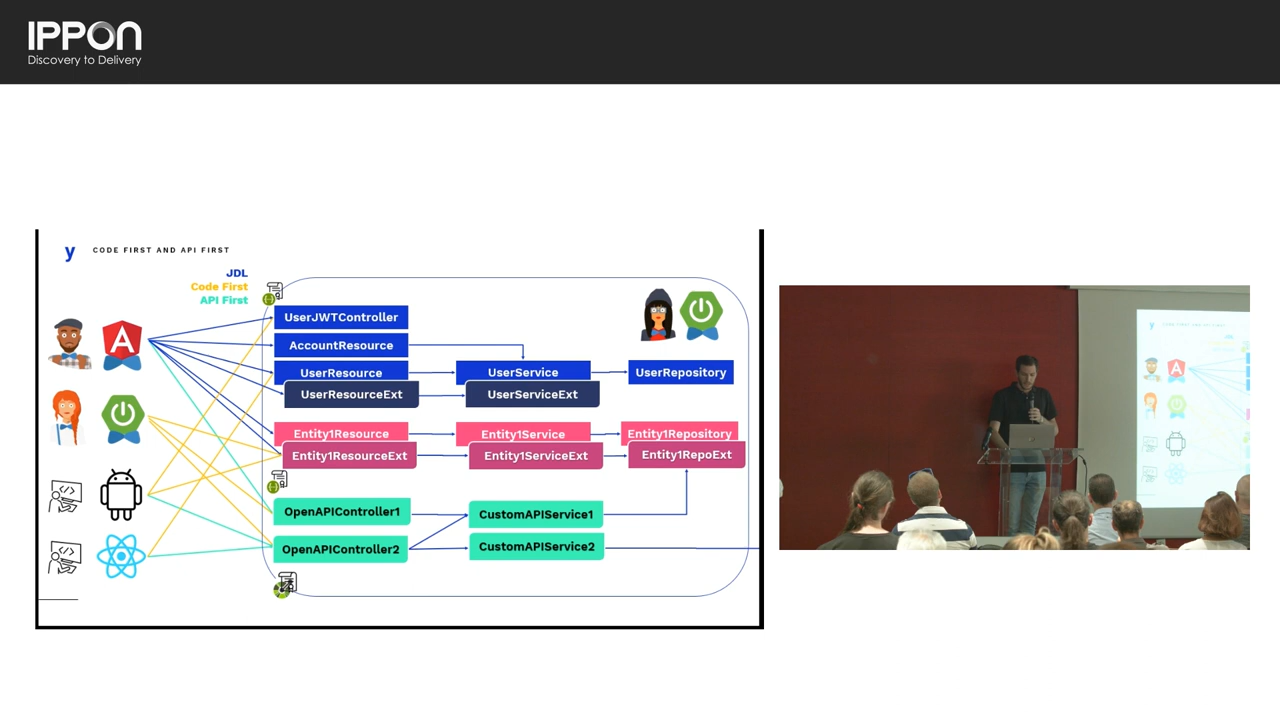 IPPON
Discovery to Delivery
y CODE FIRST AND API FIRST
JDL
Code First
API First
UserJWTController
AccountResource
UserResource
UserService
UserRepository
UserResourceExt
UserServiceExt
Entity1Resource
Entity1Service
Entity1Repository
Entity1ResourceExt
Entity1ServiceExt
Entity1RepoExt
OpenAPIController1
CustomAPIService1
OpenAPIController2
CustomAPIService2